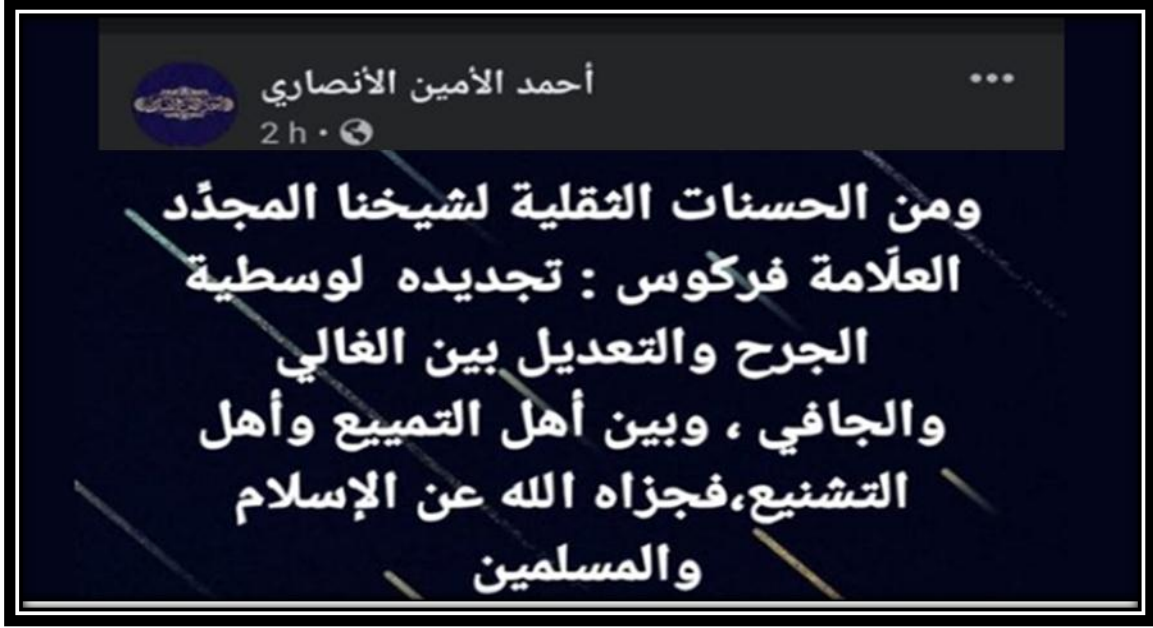 أحمد الأمين الأنصاري
2 h
ومن الحسنات الثقلية لشيخنا المجدَّد
العلّامة فركوس : تجديده لوسطية
الجرح والتعديل بين الغالي
والجافي ، وبين أهل التمييع وأهل
التشنيع،فجزاه الله عن الإسلام
والمسلمين